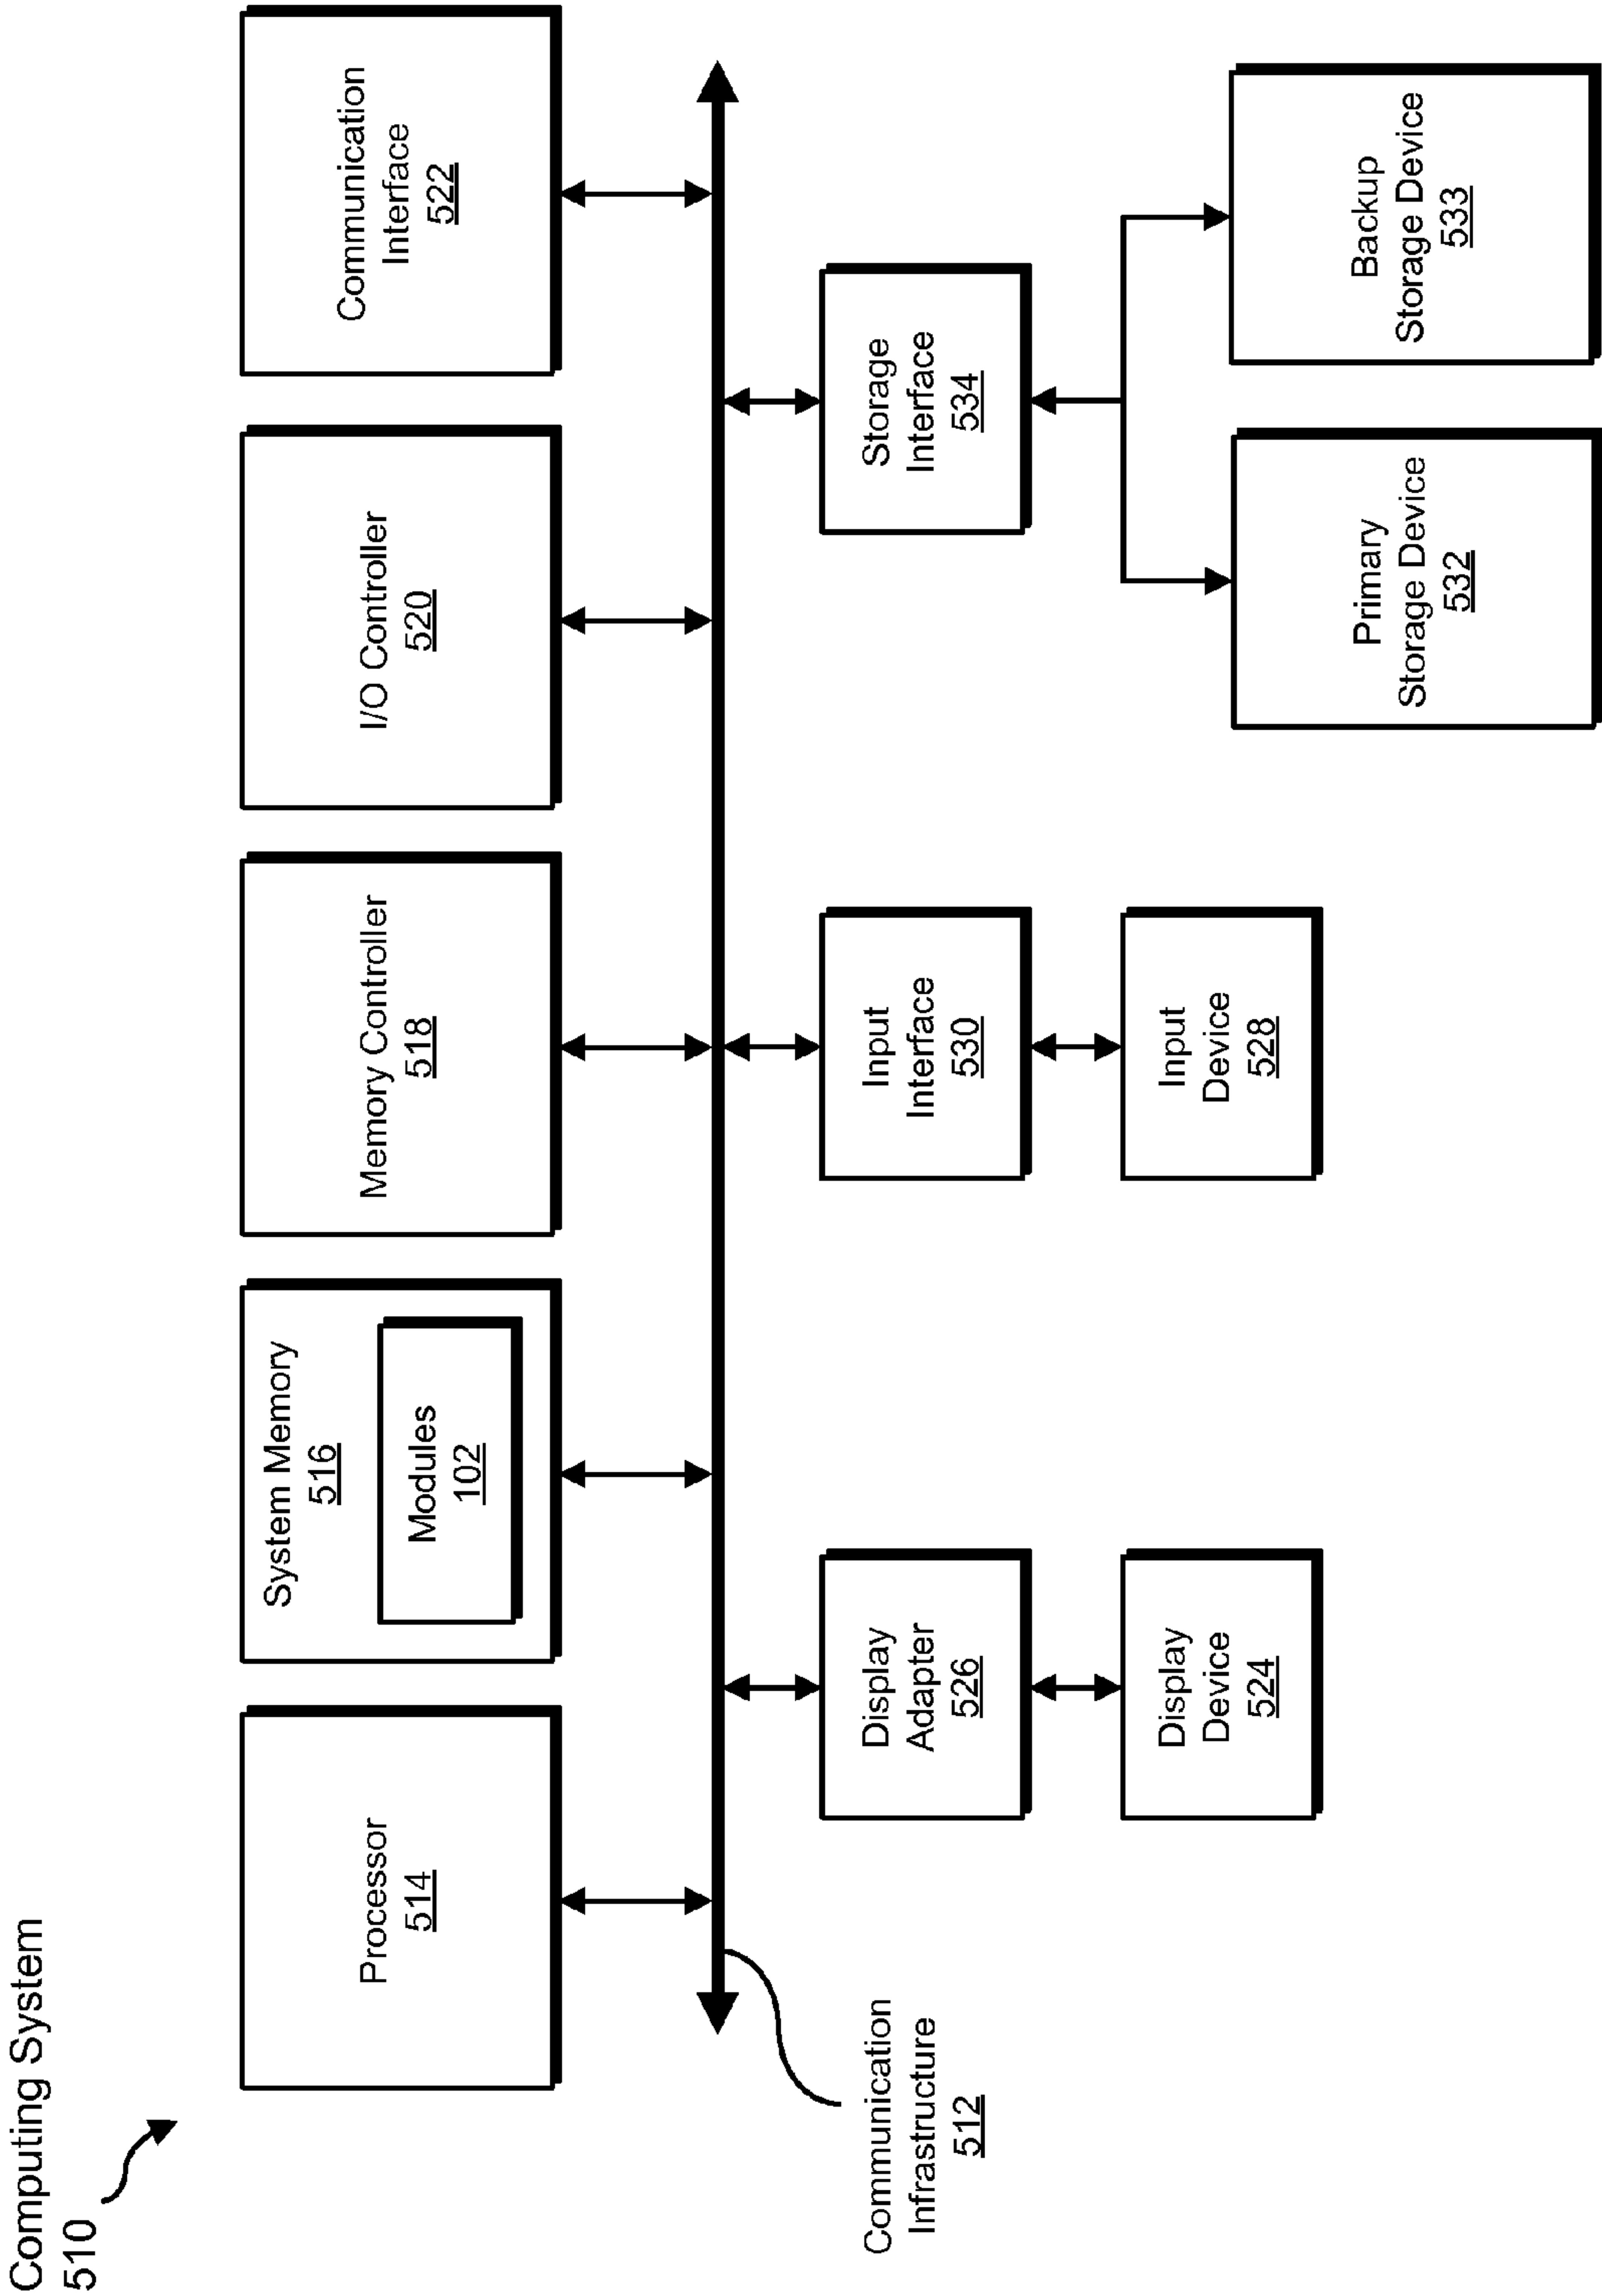 Computing System
510
Processor
514
System Memory
516
Modules
102
Memory Controller
518
I/O Controller
520
Communication
Interface
522
Communication
Infrastructure
512
Display
Adapter
526
Input
Interface
530
Storage
Interface
534
Display
Device
524
Input
Device
528
Primary
Storage Device
532
Backup
Storage Device
533